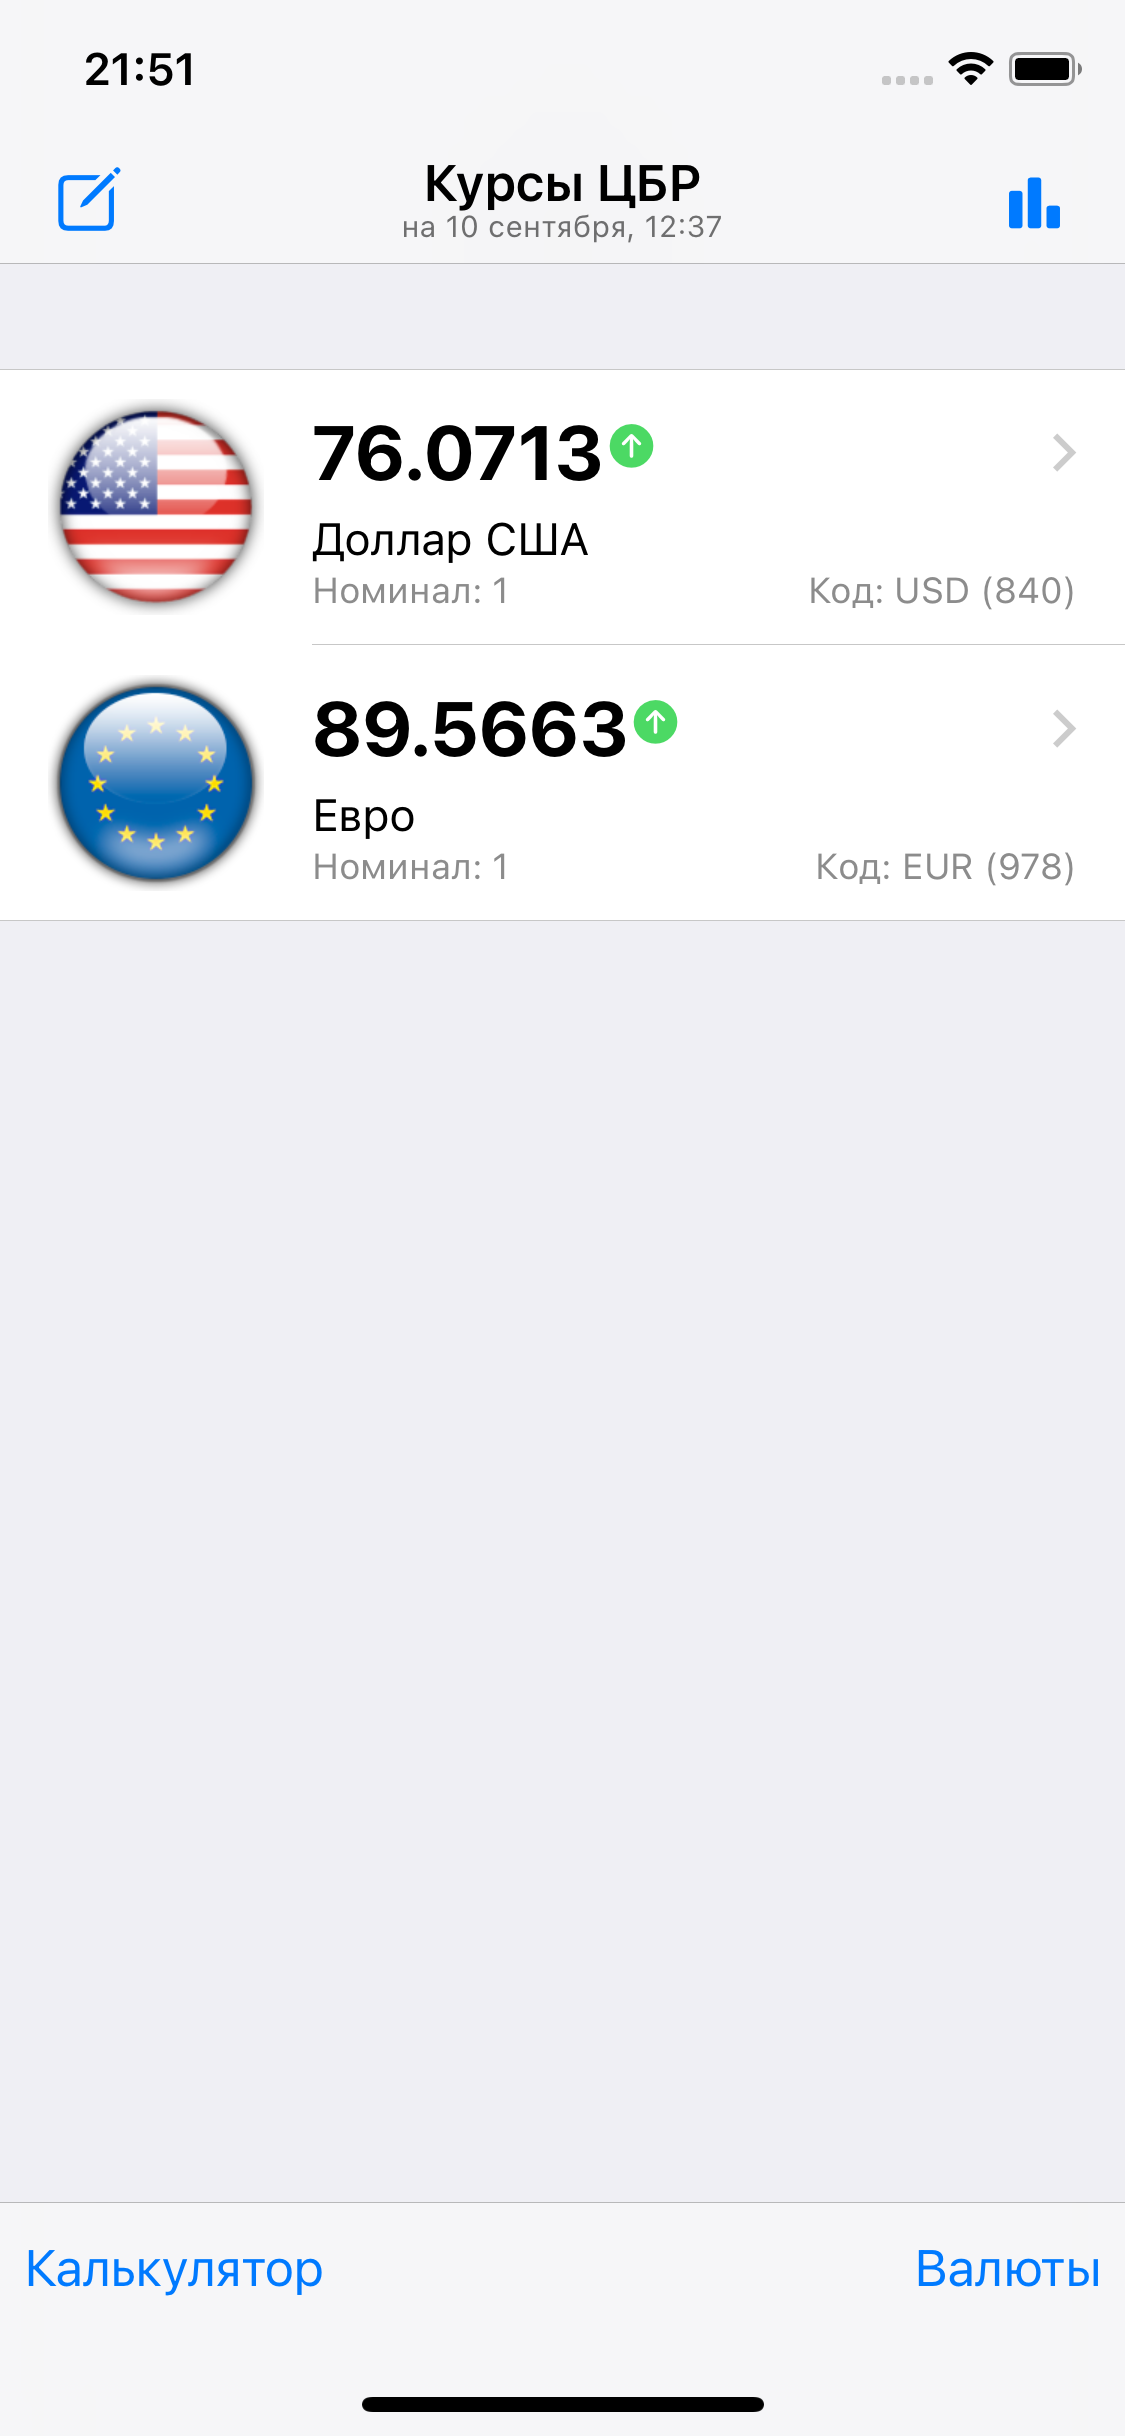 21:51
Курсы ЦБР
на 10 сентября, 12:37
76.0713
Доллар США
Номинал: 1 Код: USD (840)
89.5663
Евро
Номинал: 1 Код: EUR (978)
Калькулятор Валюты